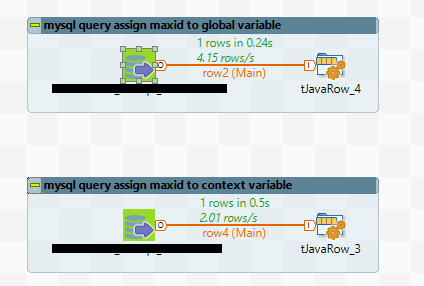 mysql query assign maxid to global variable
1 rows in 0.24s
4.15 rows/s
row2 (Main)
O
I
tJavaRow_4
mysql query assign maxid to context variable
1 rows in 0.5s
2.01 rows/s
row4 (Main)
O
I
tJavaRow_3